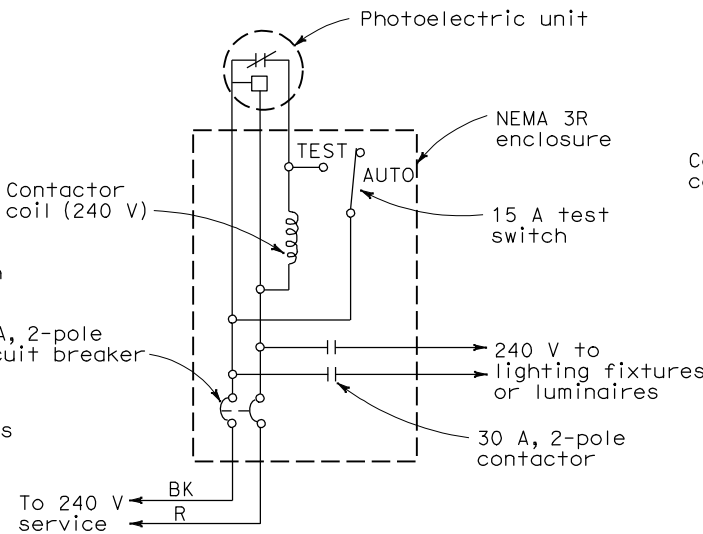 Photoelectric unit
NEMA 3R
enclosure
TEST
AUTO
Contactor
coil (240 V)
15 A test
switch
A, 2-pole
cuit breaker
240 V to
lighting fixtures
or luminaires
30 A, 2-pole
contactor
BK
To 240 V
service
R